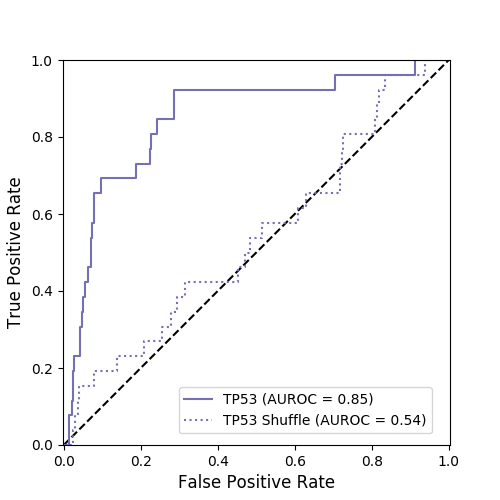 1.0
0.8
0.6
0.4
0.2
0.0
True Positive Rate
TP53 (AUROC = 0.85)
TP53 Shuffle (AUROC = 0.54)
0.0 0.2 0.4 0.6 0.8 1.0
False Positive Rate